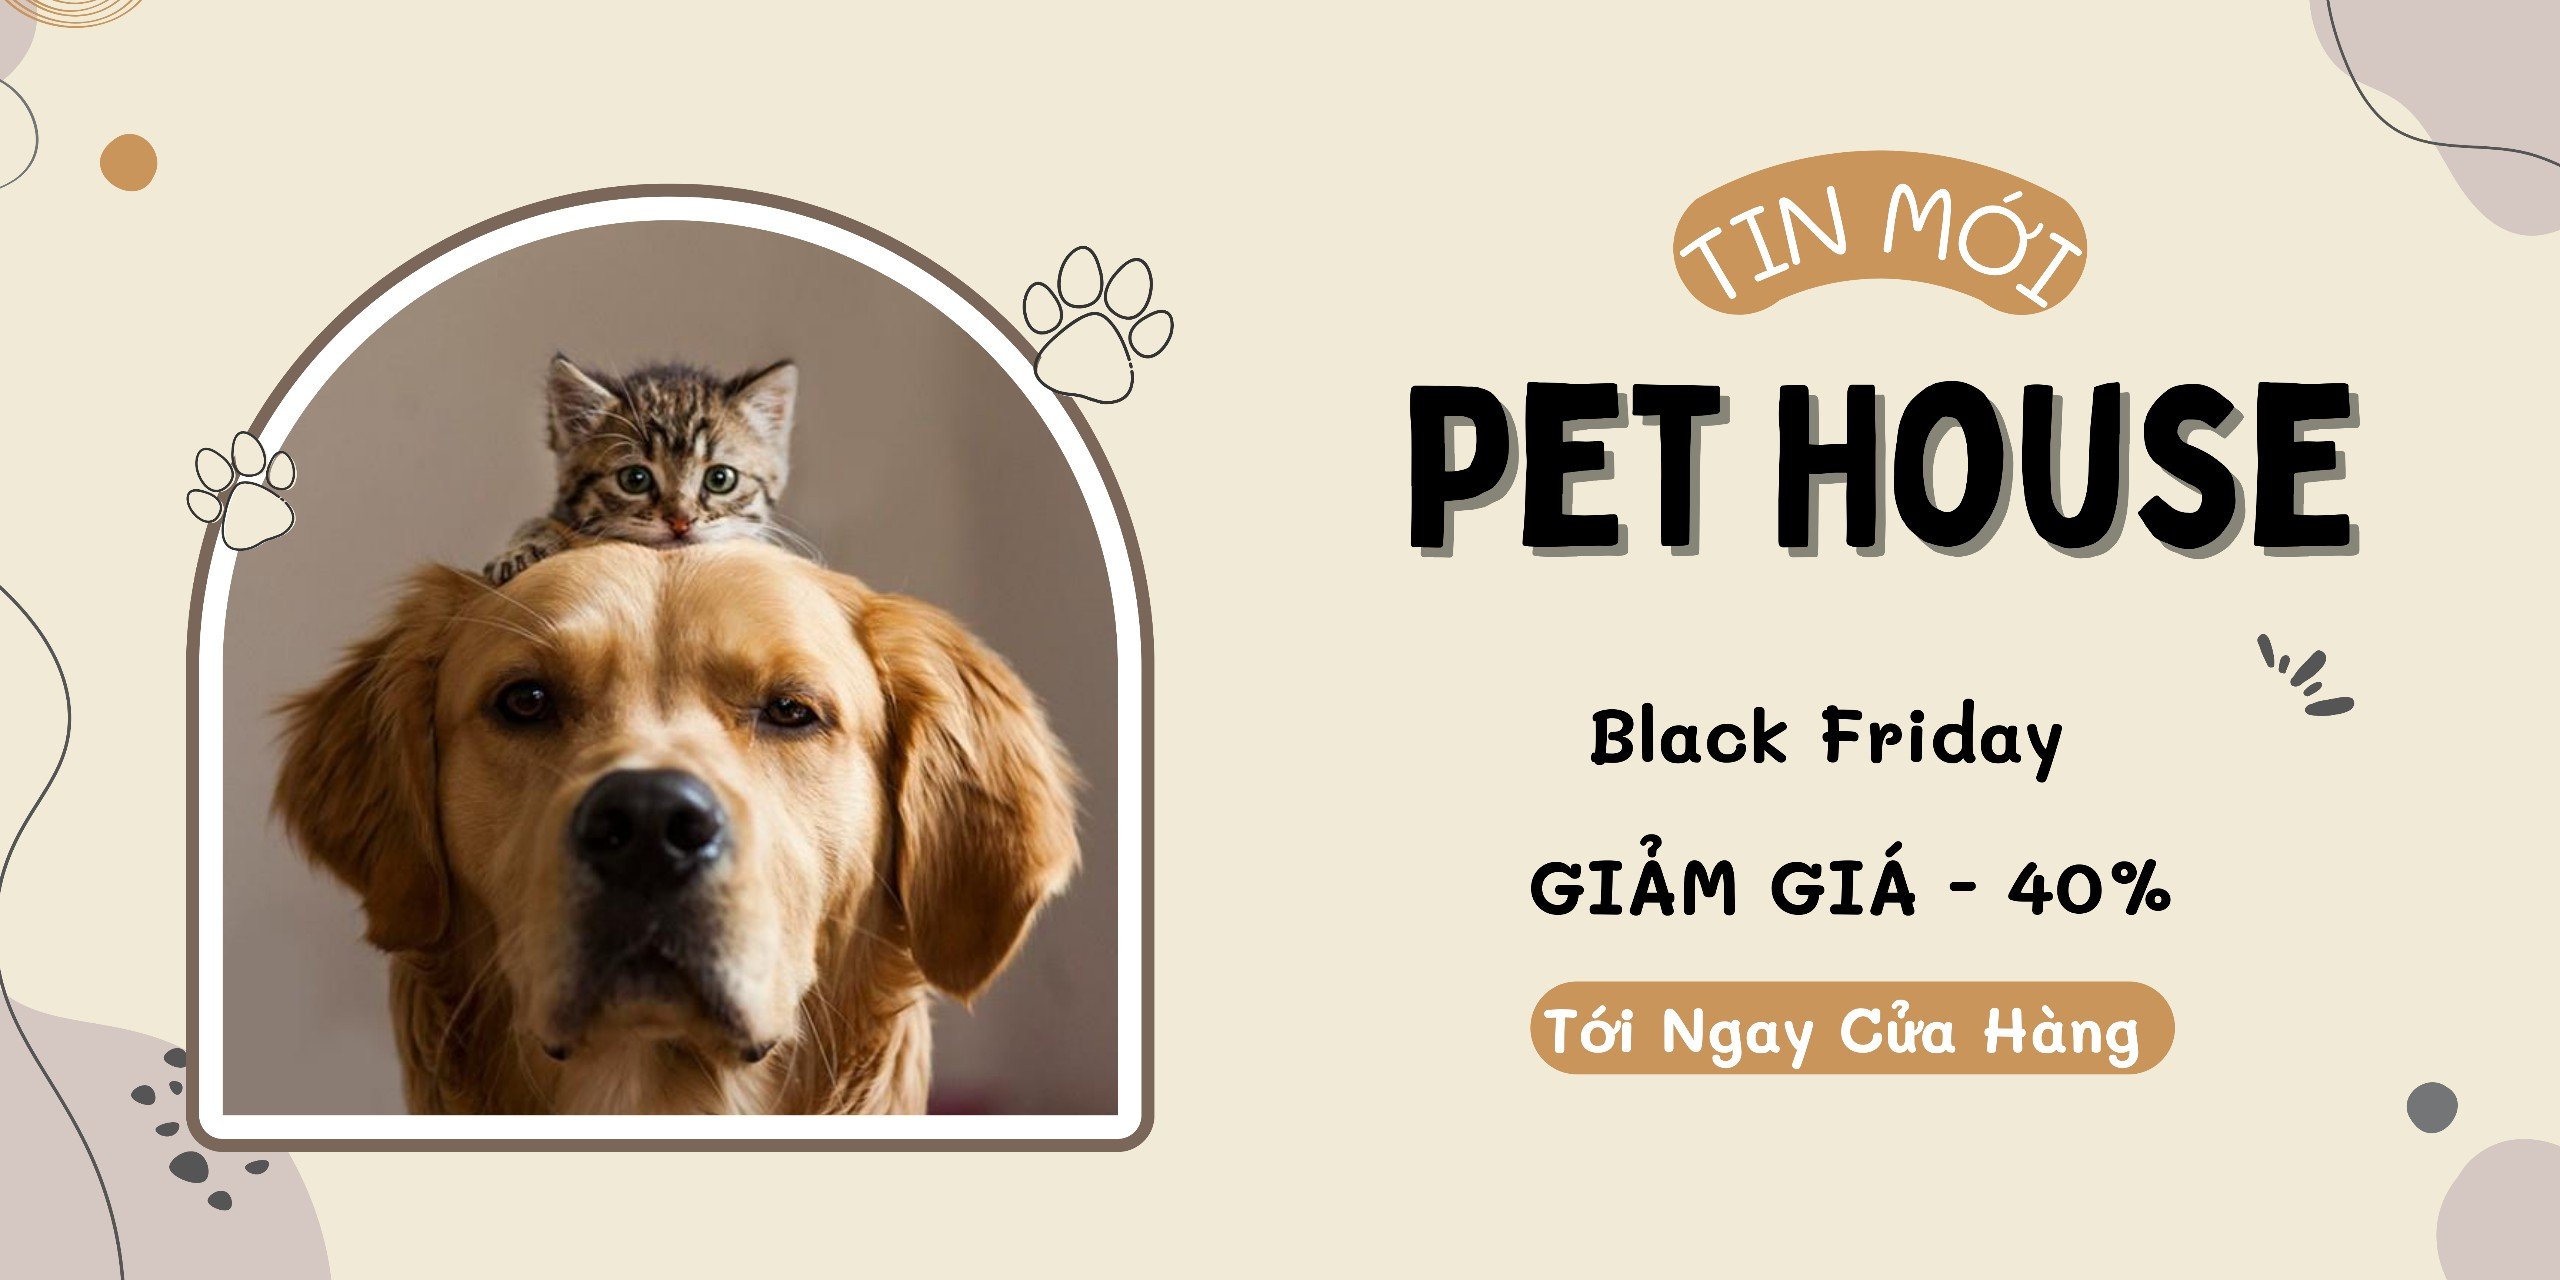 TIN MỚI
PET HOUSE
Black Friday
GIẢM GIÁ - 40%
Tới Ngay Cửa Hàng